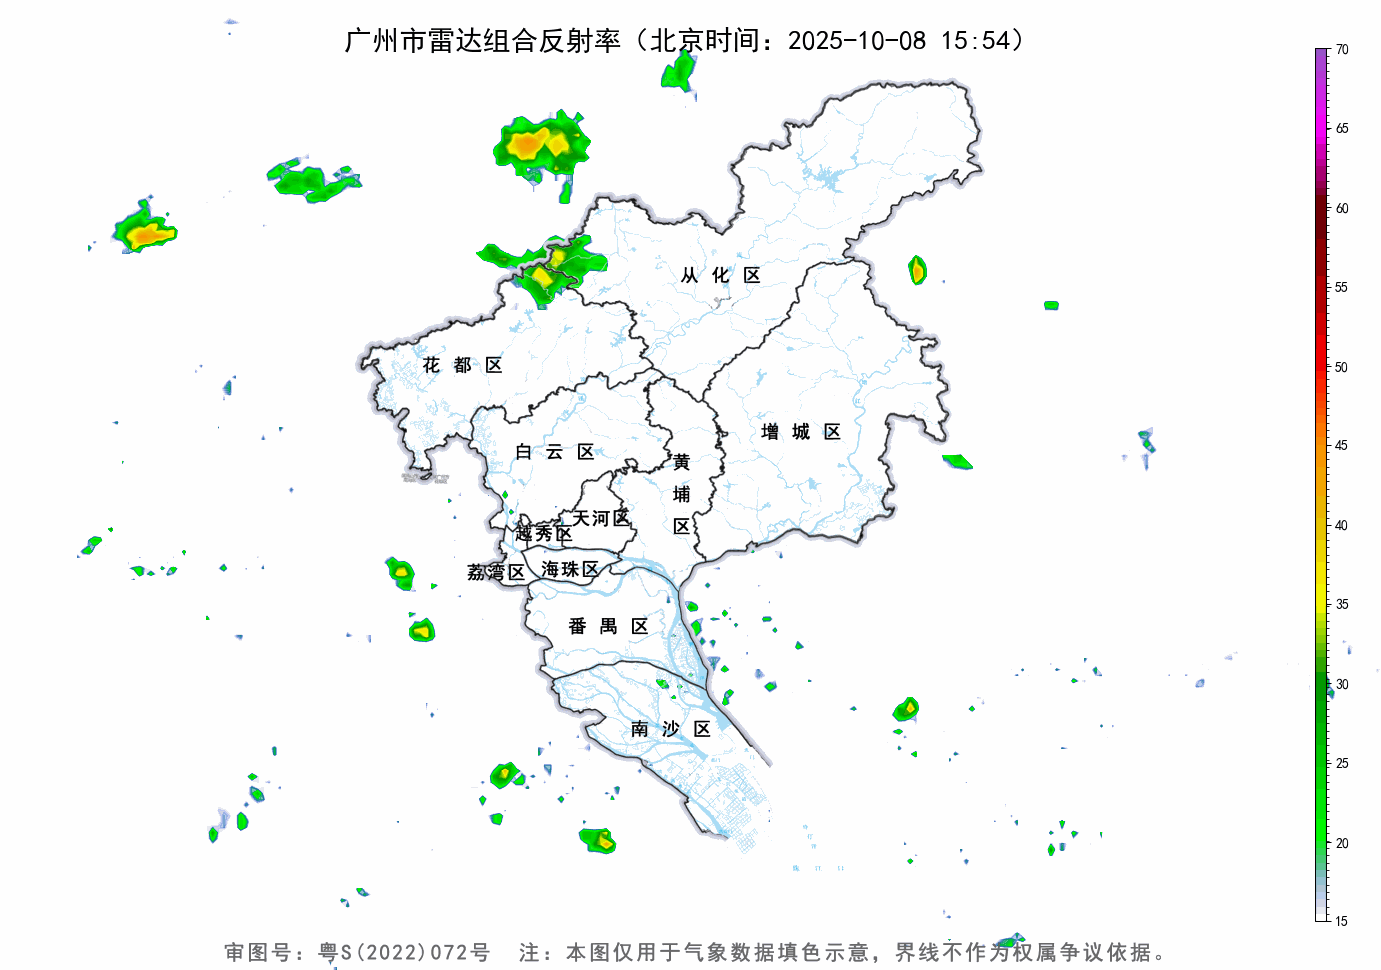 广州市雷达组合反射率（北京时间：2025-10-08 15:54）
70
65
60
55
50
45
40
35
30
25
20
15
从化区
花都区
增城区
白云区
黄埔区
天河区
越秀区
荔湾区
海珠区
番禺区
南沙区
审图号：粤S(2022)072号 注：本图仅用于气象数据填色示意，界线不作为权属争议依据。